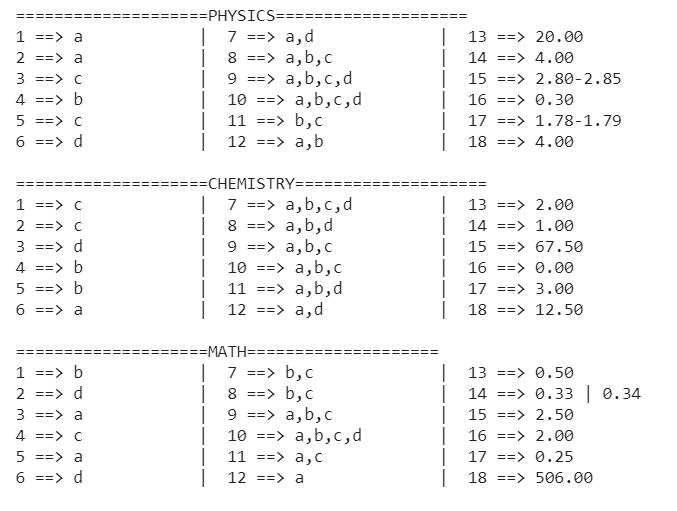 ====================PHYSICS====================
1 ==> a | 7 ==> a,d | 13 ==> 20.00
2 ==> a | 8 ==> a,b,c | 14 ==> 4.00
3 ==> c | 9 ==> a,b,c,d | 15 ==> 2.80-2.85
4 ==> b | 10 ==> a,b,c,d | 16 ==> 0.30
5 ==> c | 11 ==> b,c | 17 ==> 1.78-1.79
6 ==> d | 12 ==> a,b | 18 ==> 4.00
====================CHEMISTRY====================
1 ==> c | 7 ==> a,b,c,d | 13 ==> 2.00
2 ==> c | 8 ==> a,b,d | 14 ==> 1.00
3 ==> d | 9 ==> a,b,c | 15 ==> 67.50
4 ==> b | 10 ==> a,b,c | 16 ==> 0.00
5 ==> b | 11 ==> a,b,d | 17 ==> 3.00
6 ==> a | 12 ==> a,d | 18 ==> 12.50
====================MATH====================
1 ==> b | 7 ==> b,c | 13 ==> 0.50
2 ==> d | 8 ==> b,c | 14 ==> 0.33 | 0.34
3 ==> a | 9 ==> a,b,c | 15 ==> 2.50
4 ==> c | 10 ==> a,b,c,d | 16 ==> 2.00
5 ==> a | 11 ==> a,c | 17 ==> 0.25
6 ==> d | 12 ==> a | 18 ==> 506.00